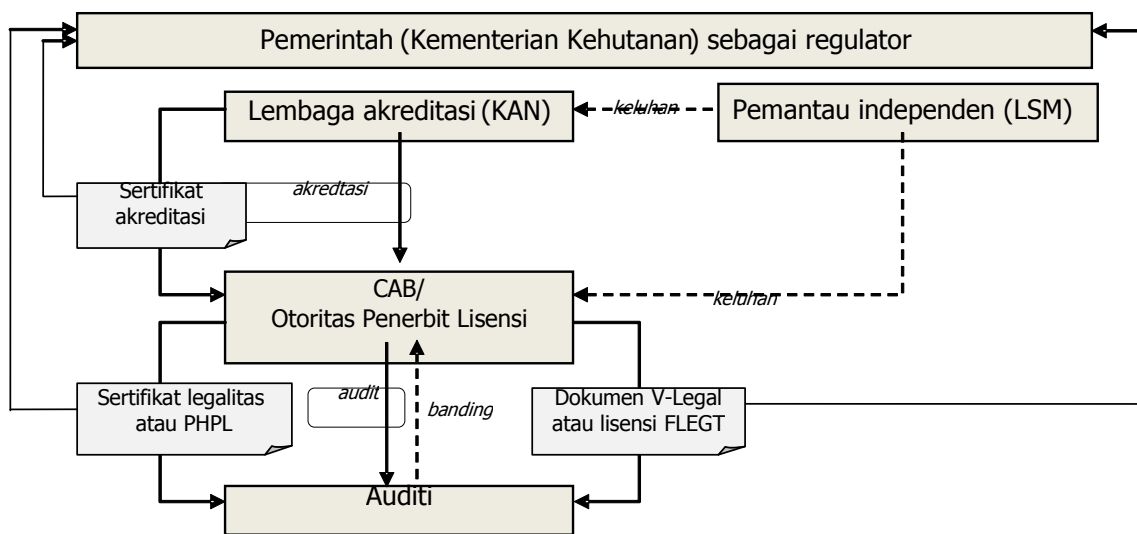 Pemerintah (Kementerian Kehutanan) sebagai regulator
Lembaga akreditasi (KAN)
keluhan
Pemantau independen (LSM)
Sertifikat
akreditasi
akredtasi
CAB/
Otoritas Penerbit Lisensi
keluhan
Sertifikat legalitas
atau PHPL
audit
banding
Dokumen V-Legal
atau lisensi FLEGT
Auditi